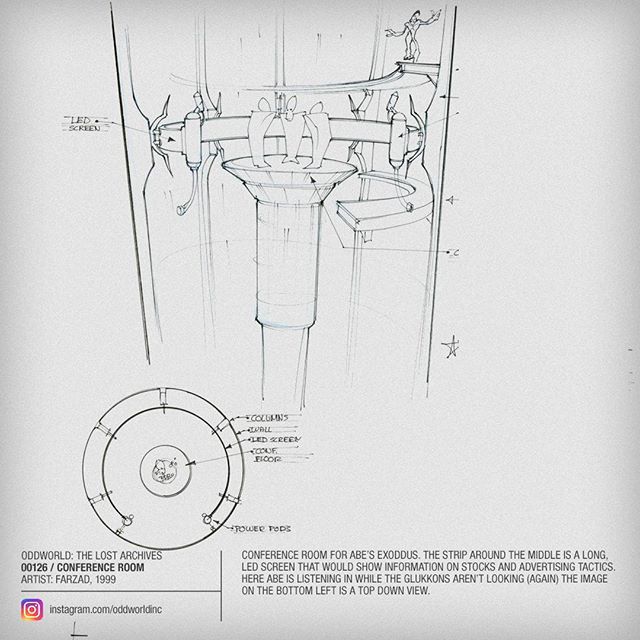 LED
SCREEN
A
C
COLUMNS
WALL
LED SCREEN
CONF.
FLOOR
POWER PODS
ODDWORLD: THE LOST ARCHIVES
00126 / CONFERENCE ROOM
ARTIST: FARZAD, 1999
instagram.com/oddworldinc
CONFERENCE ROOM FOR ABE'S EXODDUS. THE STRIP AROUND THE MIDDLE IS A LONG,
LED SCREEN THAT WOULD SHOW INFORMATION ON STOCKS AND ADVERTISING TACTICS.
HERE ABE IS LISTENING IN WHILE THE GLUKKONS AREN'T LOOKING (AGAIN) THE IMAGE
ON THE BOTTOM LEFT IS A TOP DOWN VIEW.